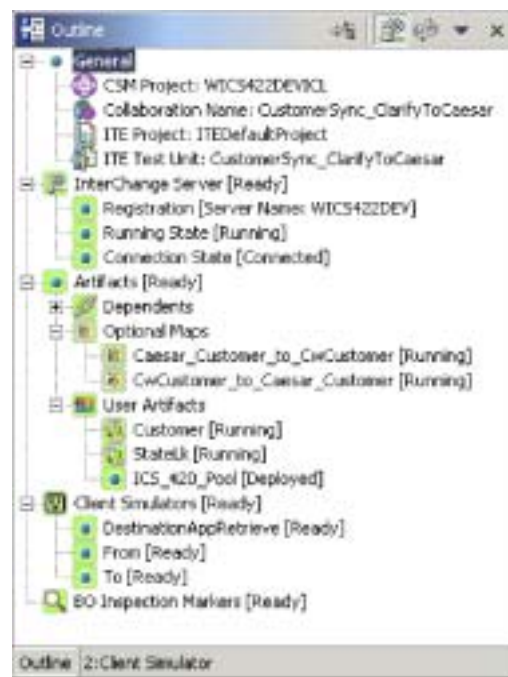 Outline
General
CSM Project: WICS422DEVICL
Collaboration Name: CustomerSync_ClarifyToCaesar
ITE Project: ITEDefaultProject
ITE Test Unit: CustomerSync_ClarifyToCaesar
InterChange Server [Ready]
Registration [Server Name: WICS422DEV]
Running State [Running]
Connection State [Connected]
Artifacts [Ready]
Dependents
Optional Maps
Caesar_Customer_to_CwCustomer [Running]
CwCustomer_to_Caesar_Customer [Running]
User Artifacts
Customer [Running]
StateLk [Running]
ICS_420_Pool [Deployed]
Client Simulators [Ready]
DestinationAppRetrieve [Ready]
From [Ready]
To [Ready]
BO Inspection Markers [Ready]
Outline 2:Client Simulator